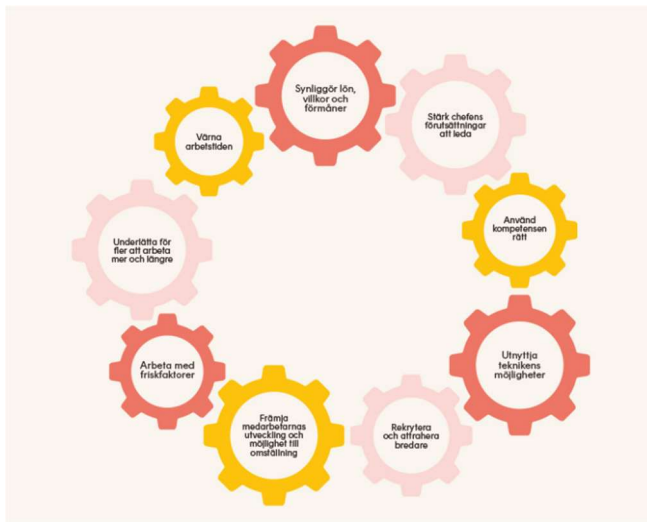 Synliggör lön,
villkor och
förmåner
Stärk chefens
förutsättningar
att leda
Använd
kompetensen
rätt
Utnyttja
teknikens
möjligheter
Rekrytera
och attrahera
bredare
Främja
medarbetarnas
utveckling och
möjlighet till
omställning
Arbeta med
friskfaktorer
Underlätta för
fler att arbeta
mer och längre
Värna
arbetstiden